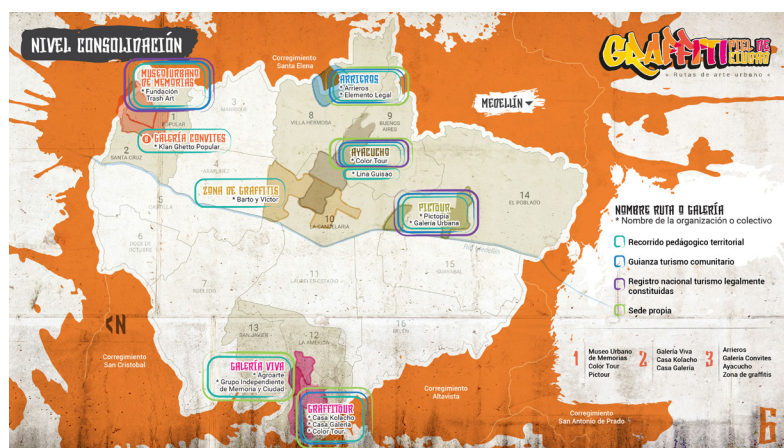 NIVEL CONSOLIDACIÓN
GRAFFITI PIEL DE
CIUDAD
• Rutas de arte urbano •
Corregimiento
Santa Elena
MEDELLÍN
MUSEO URBANO
DE MEMORIAS
* Fundación
Trash Art
ARRIEROS
* Arrieros
* Elemento Legal
3
MANRIQUE
1
POPULAR
8
VILLA HERMOSA
9
BUENOS
AIRES
GALERÍA CONVITES
* Klan Ghetto Popular
2
SANTA CRUZ
AYACUCHO
* Color Tour
* Lina Guisao
4
ARANJUEZ
ZONA DE GRAFFITIS
* Barto y Victor
5
CASTILLA
14
EL POBLADO
PICTOUR
* Pictopia
* Galería Urbana
10
LA CANDELARIA
Río Medellín
6
DOCE DE
OCTUBRE
7
ROBLEDO
11
LAURELES-ESTADIO
15
GUAYABAL
16
BELÉN
13
SAN JAVIER
12
LA AMÉRICA
NOMBRE RUTA O GALERÍA
* Nombre de la organización o colectivo
Recorrido pedagógico territorial
Guianza turismo comunitario
Registro nacional turismo legalmente
constituidas
Sede propia
N
Corregimiento
San Cristobal
GALERÍA VIVA
* Agroarte
* Grupo Independiente
de Memoria y Ciudad
GRAFFITOUR
* Casa Kolacho
* Casa Galería
* Color Tour
Corregimiento
Altavista
Corregimiento
San Antonio de Prado
1
Museo Urbano
de Memorias
Color Tour
Pictour
2
Galería Viva
Casa Kolacho
Casa Galería
3
Arrieros
Galería Convites
Ayacucho
Zona de graffitis